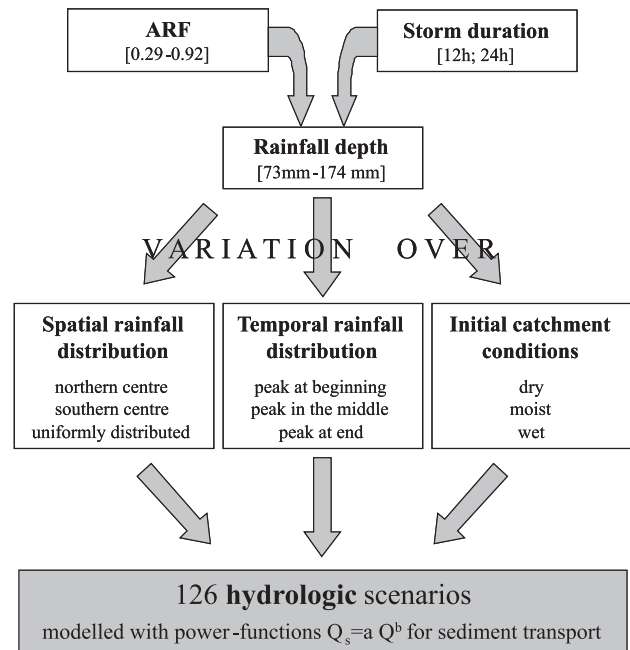 ARF
[0.29-0.92]
Storm duration
[12h; 24h]
Rainfall depth
[73mm-174 mm]
VARIATION OVER
Spatial rainfall
distribution
northern centre
southern centre
uniformly distributed
Temporal rainfall
distribution
peak at beginning
peak in the middle
peak at end
Initial catchment
conditions
dry
moist
wet
126 hydrologic scenarios
modelled with power-functions Qₛ=a Qᵇ for sediment transport